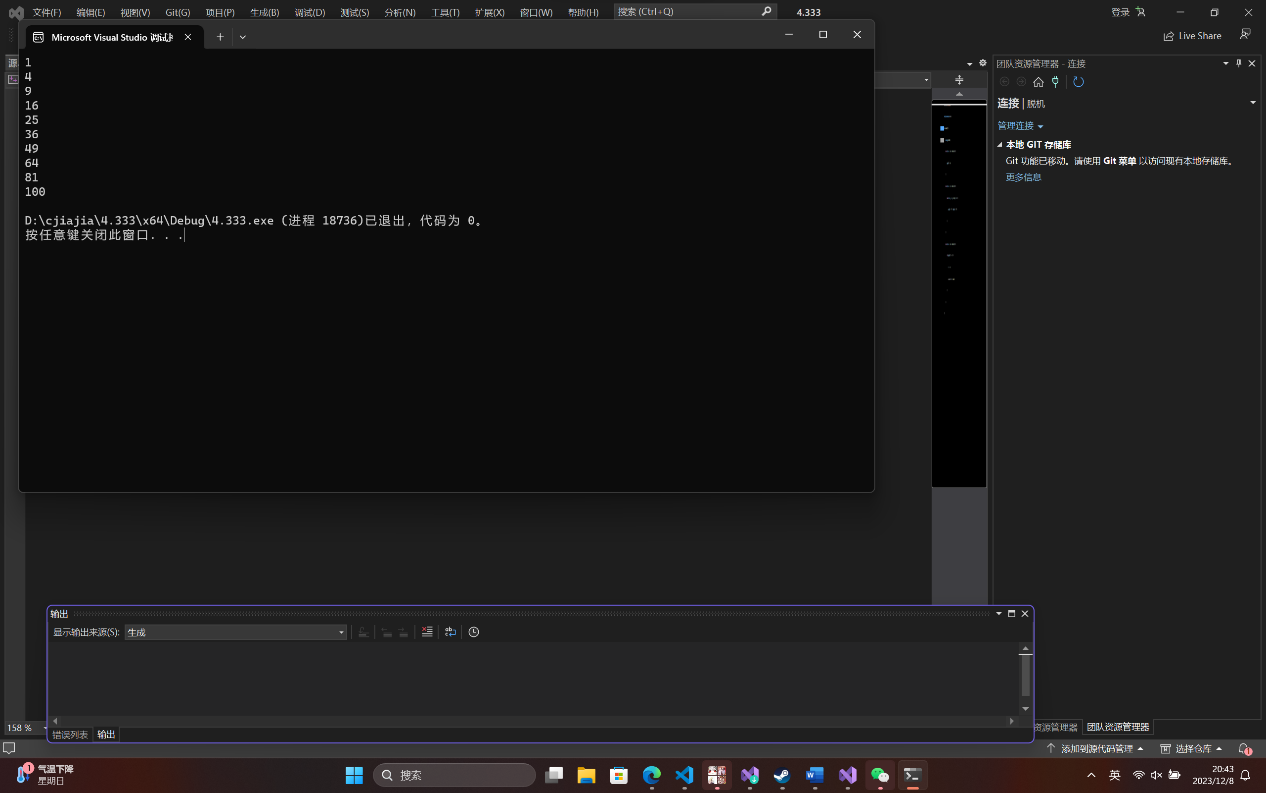 文件(F) 编辑(E) 视图(V) Git(G) 项目(P) 生成(B) 调试(D) 测试(S) 分析(N) 工具(T) 扩展(X) 窗口(W) 帮助(H) 搜索 (Ctrl+Q) 4.333 登录
Microsoft Visual Studio 调试
Live Share
1
4
9
16
25
36
49
64
81
100
D:\cjiajia\4.333\x64\Debug\4.333.exe (进程 18736)已退出，代码为 0。
按任意键关闭此窗口. . .
团队资源管理器 - 连接
连接 | 脱机
管理连接
本地 GIT 存储库
Git 功能已移动。请使用 Git 菜单 以访问现有本地存储库。
更多信息
输出
显示输出来源(S): 生成
158 %
错误列表 输出
资源管理器 团队资源管理器
添加到源代码管理 选择仓库
1
1
气温下降
星期日
搜索
英
20:43
2023/12/8